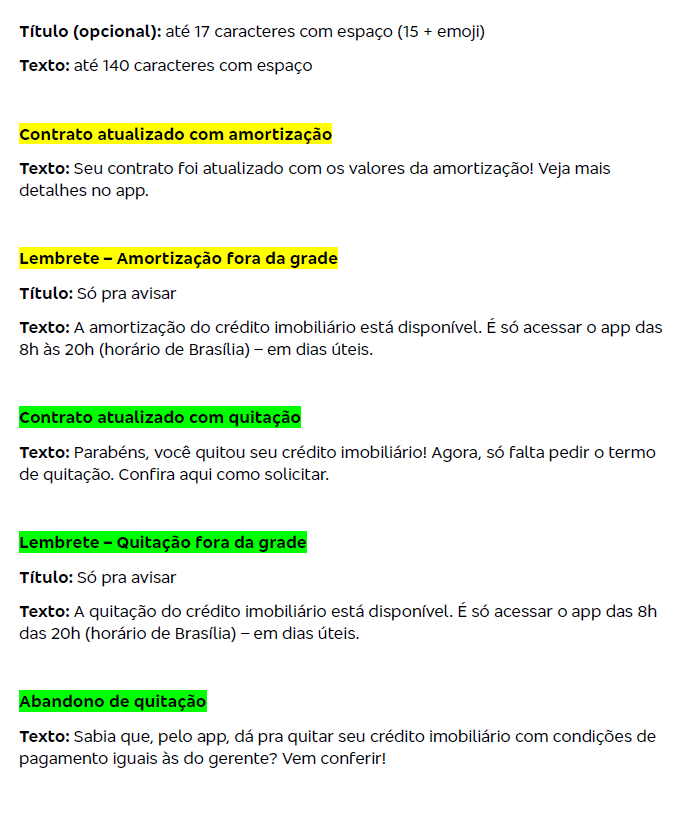 Título (opcional): até 17 caracteres com espaço (15 + emoji)
Texto: até 140 caracteres com espaço
Contrato atualizado com amortização
Texto: Seu contrato foi atualizado com os valores da amortização! Veja mais
detalhes no app.
Lembrete – Amortização fora da grade
Título: Só pra avisar
Texto: A amortização do crédito imobiliário está disponível. É só acessar o app das
8h às 20h (horário de Brasília) – em dias úteis.
Contrato atualizado com quitação
Texto: Parabéns, você quitou seu crédito imobiliário! Agora, só falta pedir o termo
de quitação. Confira aqui como solicitar.
Lembrete – Quitação fora da grade
Título: Só pra avisar
Texto: A quitação do crédito imobiliário está disponível. É só acessar o app das 8h
das 20h (horário de Brasília) – em dias úteis.
Abandono de quitação
Texto: Sabia que, pelo app, dá pra quitar seu crédito imobiliário com condições de
pagamento iguais às do gerente? Vem conferir!